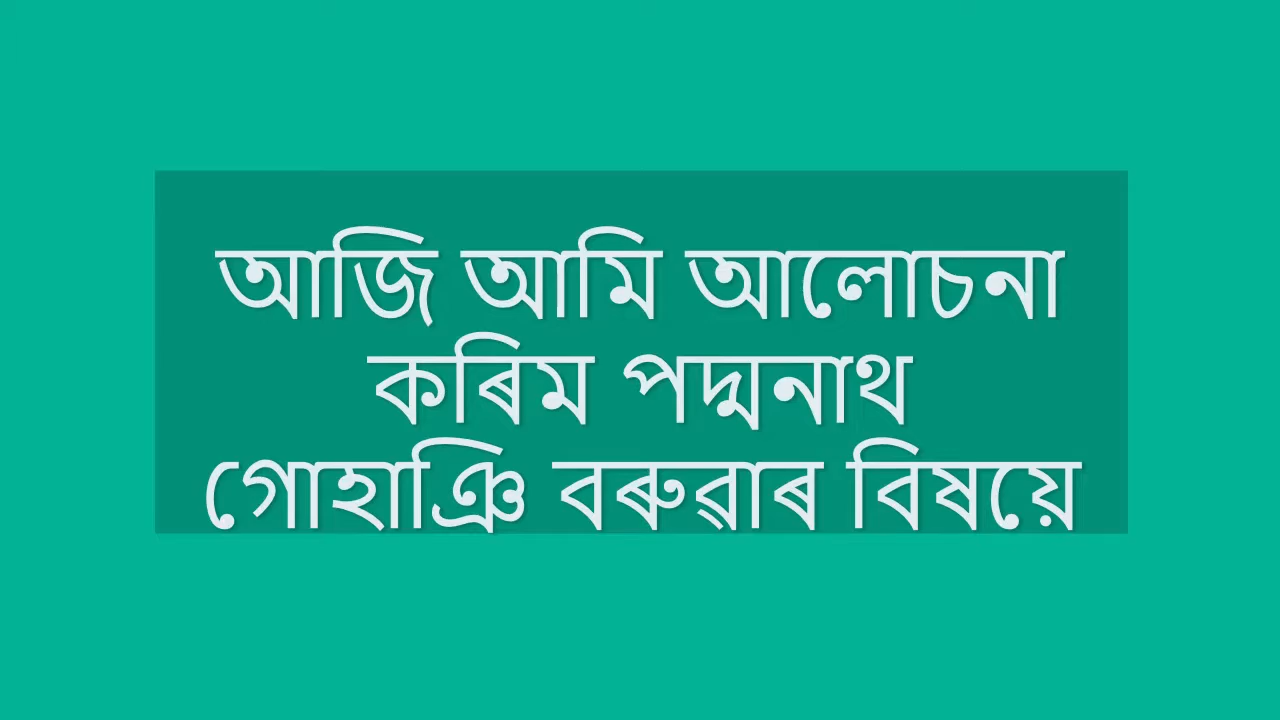 আজি আমি আলোচনা
কৰিম পদ্মনাথ
গোহাঞি বৰুৱাৰ বিষয়ে